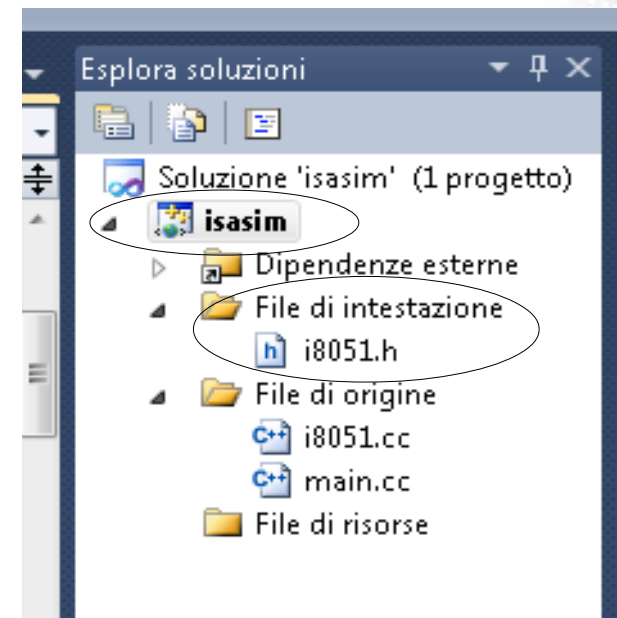 Esplora soluzioni
Soluzione 'isasim' (1 progetto)
isasim
Dipendenze esterne
File di intestazione
h i8051.h
File di origine
C++ i8051.cc
C++ main.cc
File di risorse